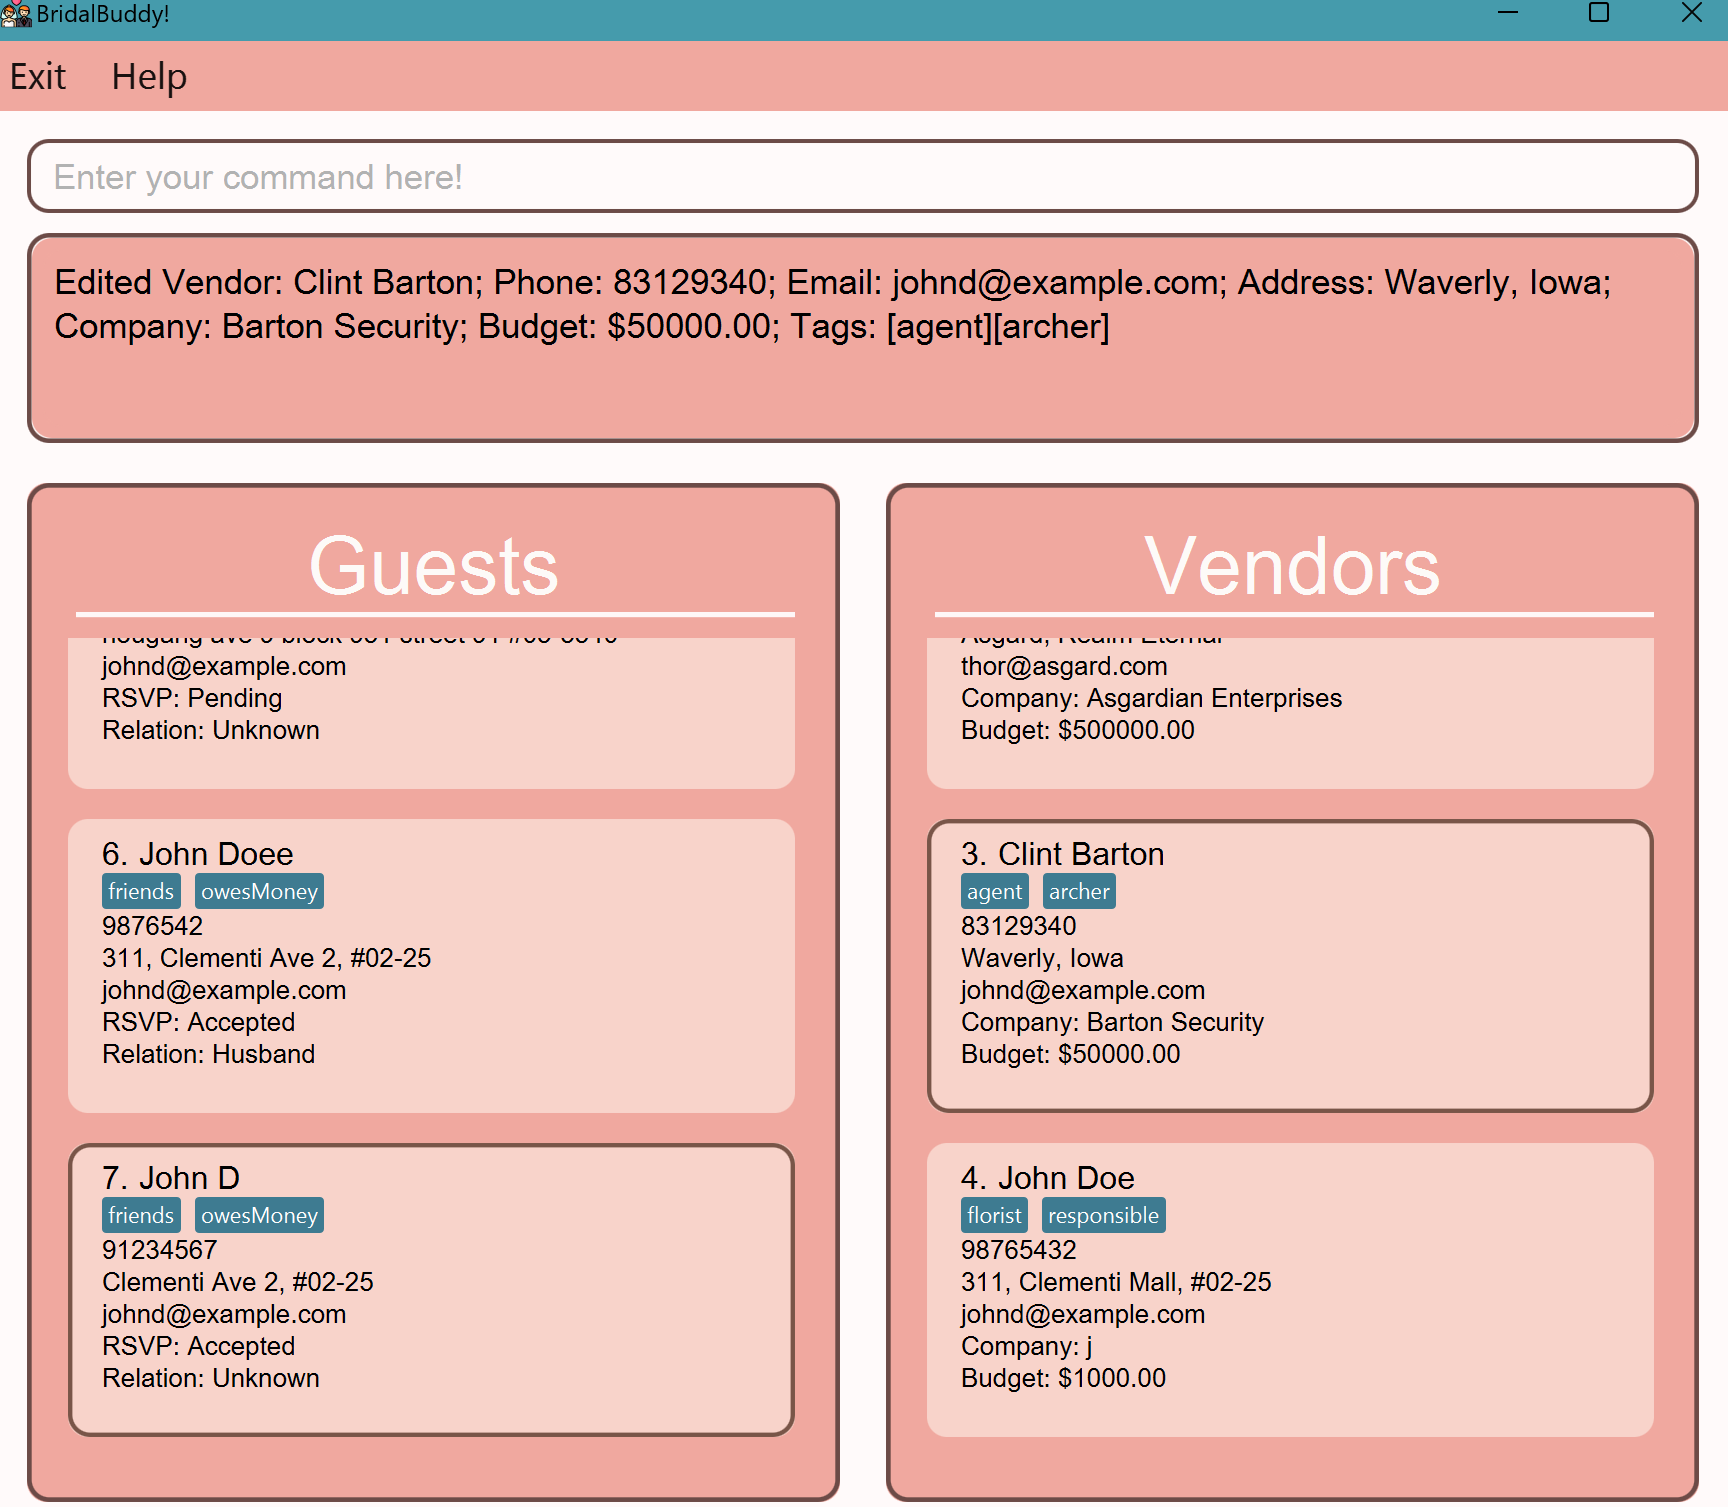 BridalBuddy!
Exit Help
Enter your command here!
Edited Vendor: Clint Barton; Phone: 83129340; Email: johnd@example.com; Address: Waverly, Iowa;
Company: Barton Security; Budget: $50000.00; Tags: [agent][archer]
Guests
johnd@example.com
RSVP: Pending
Relation: Unknown
6. John Doee
friends owesMoney
9876542
311, Clementi Ave 2, #02-25
johnd@example.com
RSVP: Accepted
Relation: Husband
7. John D
friends owesMoney
91234567
Clementi Ave 2, #02-25
johnd@example.com
RSVP: Accepted
Relation: Unknown
Vendors
Asgard, Realm Eternal
thor@asgard.com
Company: Asgardian Enterprises
Budget: $500000.00
3. Clint Barton
agent archer
83129340
Waverly, Iowa
johnd@example.com
Company: Barton Security
Budget: $50000.00
4. John Doe
florist responsible
98765432
311, Clementi Mall, #02-25
johnd@example.com
Company: j
Budget: $1000.00